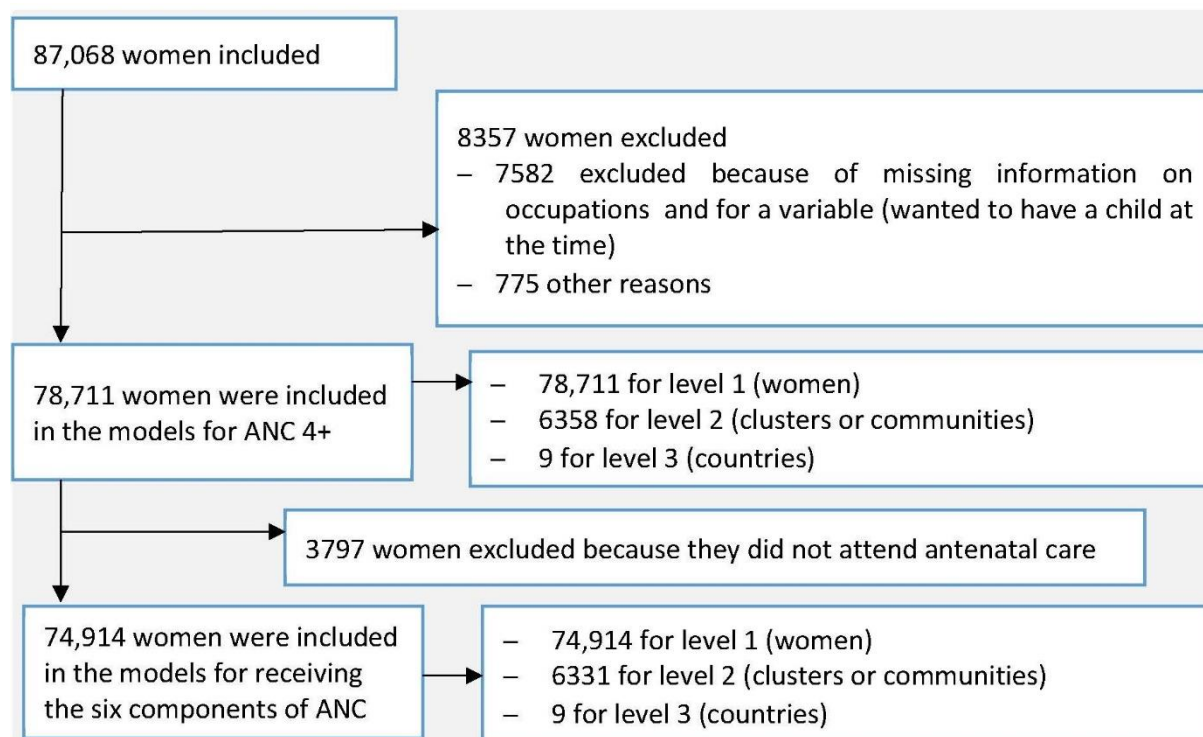 87,068 women included
8357 women excluded
– 7582 excluded because of missing information on
occupations and for a variable (wanted to have a child at
the time)
– 775 other reasons
78,711 women were included
in the models for ANC 4+
– 78,711 for level 1 (women)
– 6358 for level 2 (clusters or communities)
– 9 for level 3 (countries)
3797 women excluded because they did not attend antenatal care
74,914 women were included
in the models for receiving
the six components of ANC
– 74,914 for level 1 (women)
– 6331 for level 2 (clusters or communities)
– 9 for level 3 (countries)